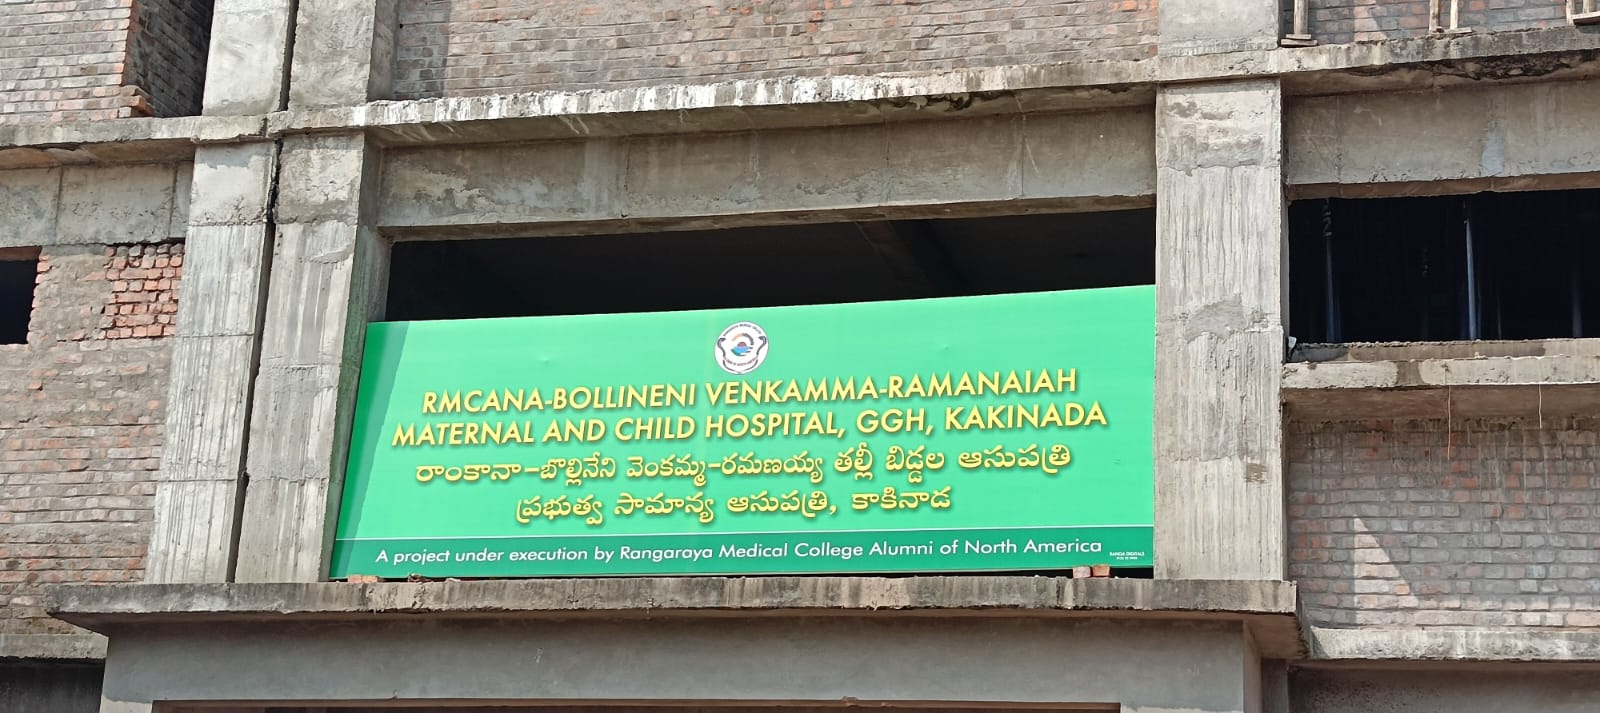 RMCANA-BOLLINENI VENKAMMA-RAMANAIAH
MATERNAL AND CHILD HOSPITAL, GGH, KAKINADA
రాంకానా-బొల్లినేని వెంకమ్మ-రమణయ్య తల్లీ బిడ్డల ఆసుపత్రి
ప్రభుత్వ సామాన్య ఆసుపత్రి, కాకినాడ
A project under execution by Rangaraya Medical College Alumni of North America